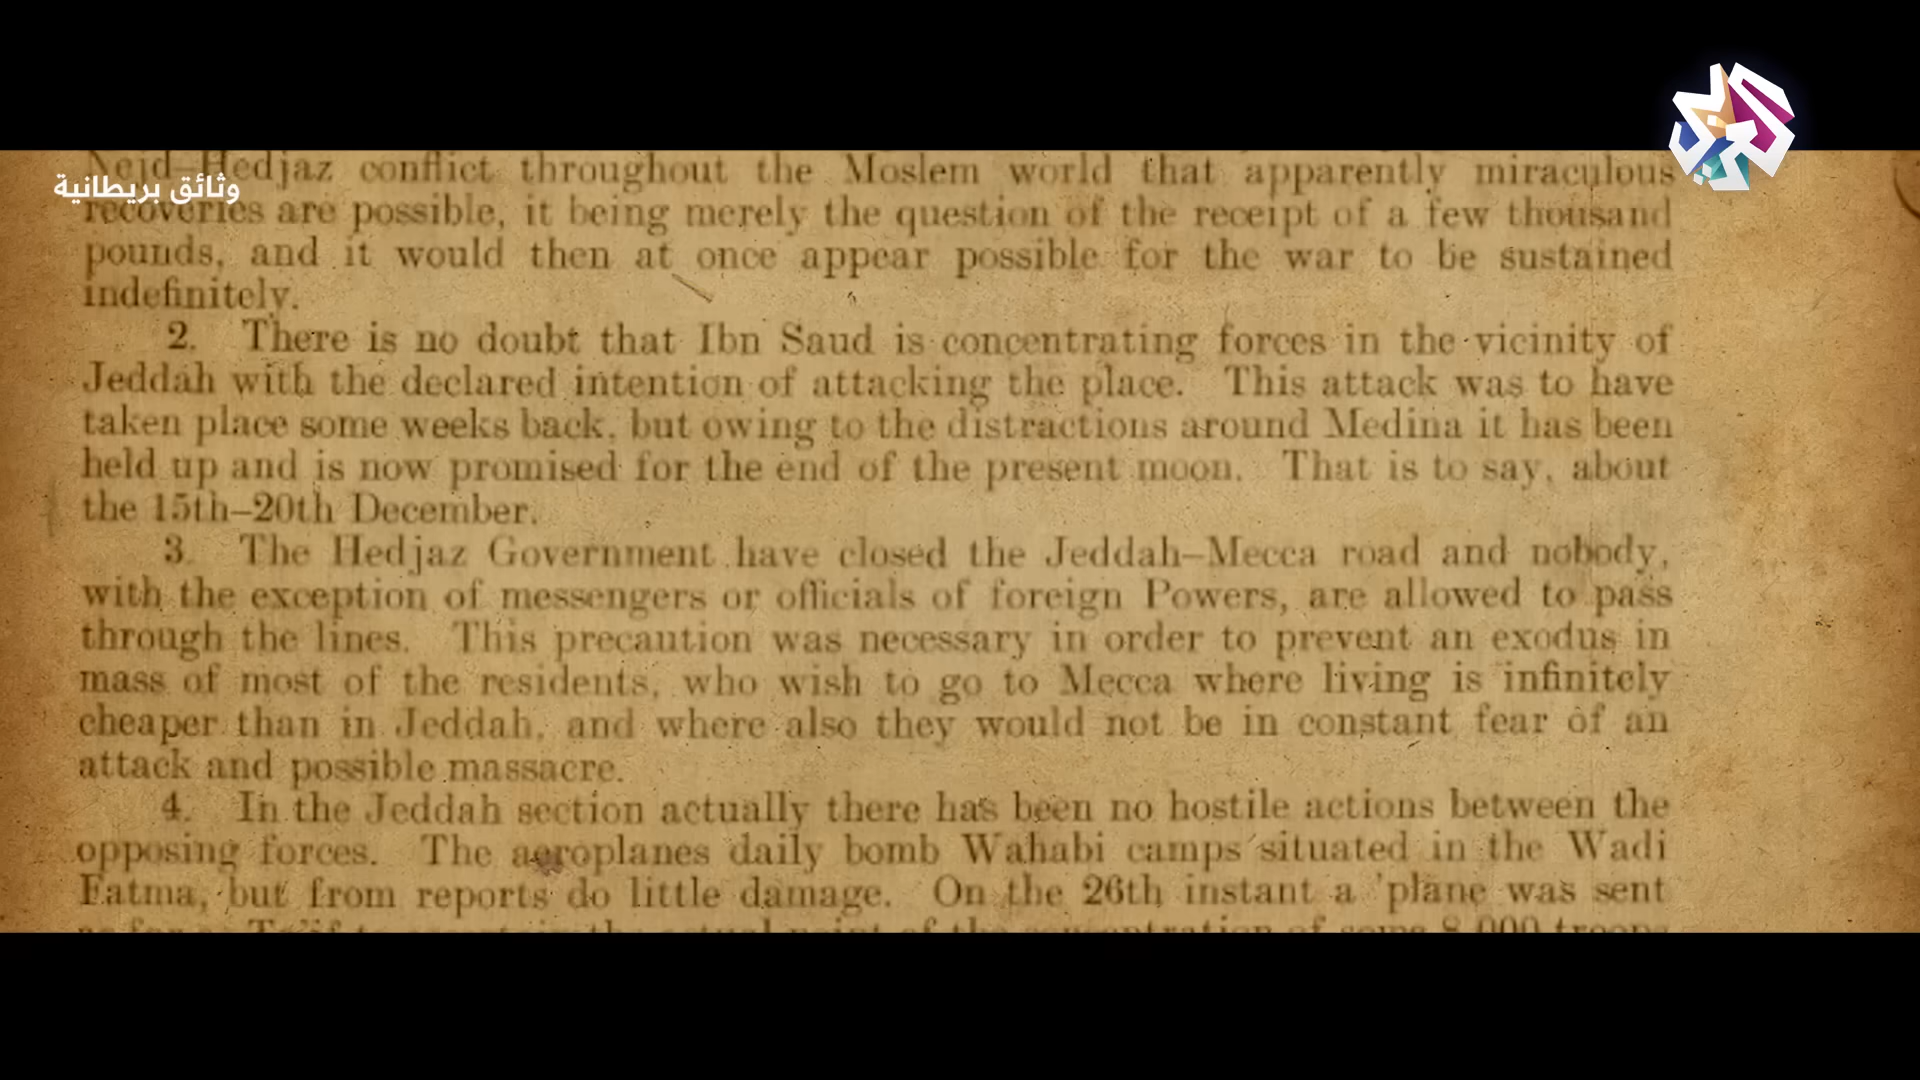 وثائق بريطانية
Nejd–Hedjaz conflict throughout the Moslem world that apparently miraculous
recoveries are possible, it being merely the question of the receipt of a few thousand
pounds, and it would then at once appear possible for the war to be sustained
indefinitely.
2. There is no doubt that Ibn Saud is concentrating forces in the vicinity of
Jeddah with the declared intention of attacking the place. This attack was to have
taken place some weeks back, but owing to the distractions around Medina it has been
held up and is now promised for the end of the present moon. That is to say, about
the 15th–20th December.
3. The Hedjaz Government have closed the Jeddah–Mecca road and nobody,
with the exception of messengers or officials of foreign Powers, are allowed to pass
through the lines. This precaution was necessary in order to prevent an exodus in
mass of most of the residents, who wish to go to Mecca where living is infinitely
cheaper than in Jeddah, and where also they would not be in constant fear of an
attack and possible massacre.
4. In the Jeddah section actually there has been no hostile actions between the
opposing forces. The aeroplanes daily bomb Wahabi camps situated in the Wadi
Fatma, but from reports do little damage. On the 26th instant a 'plane was sent